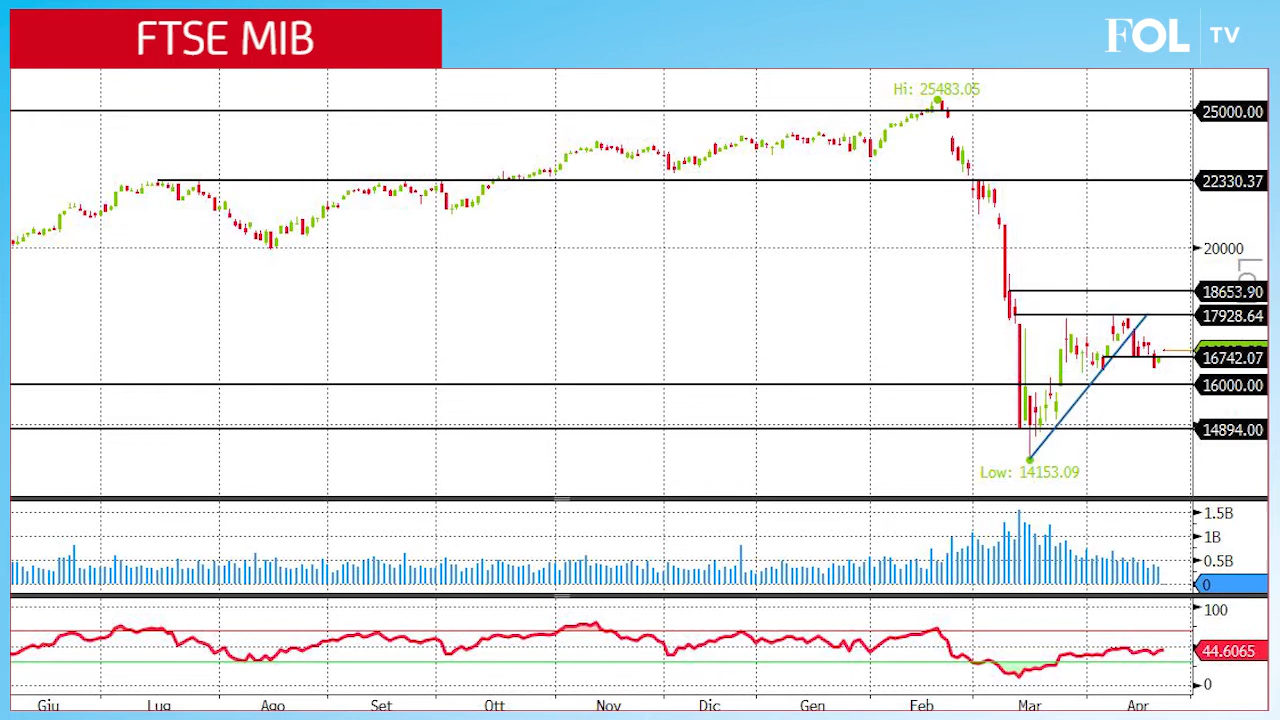 FTSE MIB
FOL TV
Hi: 25483.05
25000.00
22330.37
20000
18653.90
17928.64
16742.07
16000.00
14894.00
Low: 14153.09
1.5B
1B
0.5B
0
100
44.6065
0
Giu Lug Ago Set Ott Nov Dic Gen Feb Mar Apr